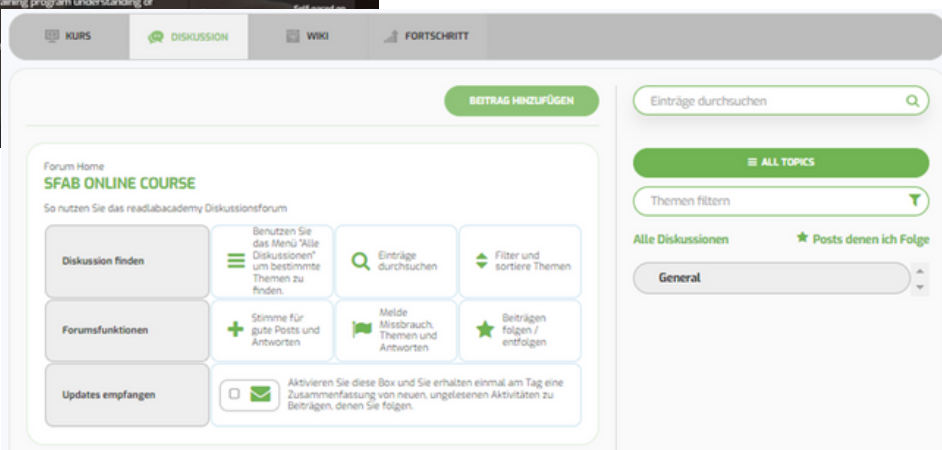 aining program understanding of
KURS
DISKUSSION
WIKI
FORTSCHRITT
BEITRAG HINZUFÜGEN
Forum Home
SFAB ONLINE COURSE
So nutzen Sie das readlabacademy Diskussionsforum
Diskussion finden
Benutzen Sie
das Menü "Alle
Diskussionen"
um bestimmte
Themen zu
finden.
Einträge
durchsuchen
Filter und
sortiere Themen
Forumsfunktionen
Stimme für
gute Posts und
Antworten
Melde
Missbrauch,
Themen und
Antworten
Beiträgen
folgen /
entfolgen
Updates empfangen
Aktivieren Sie diese Box und Sie erhalten einmal am Tag eine
Zusammenfassung von neuen, ungelesenen Aktivitäten zu
Beiträgen, denen Sie folgen.
Einträge durchsuchen
ALL TOPICS
Themen filtern
Alle Diskussionen
Posts denen ich Folge
General